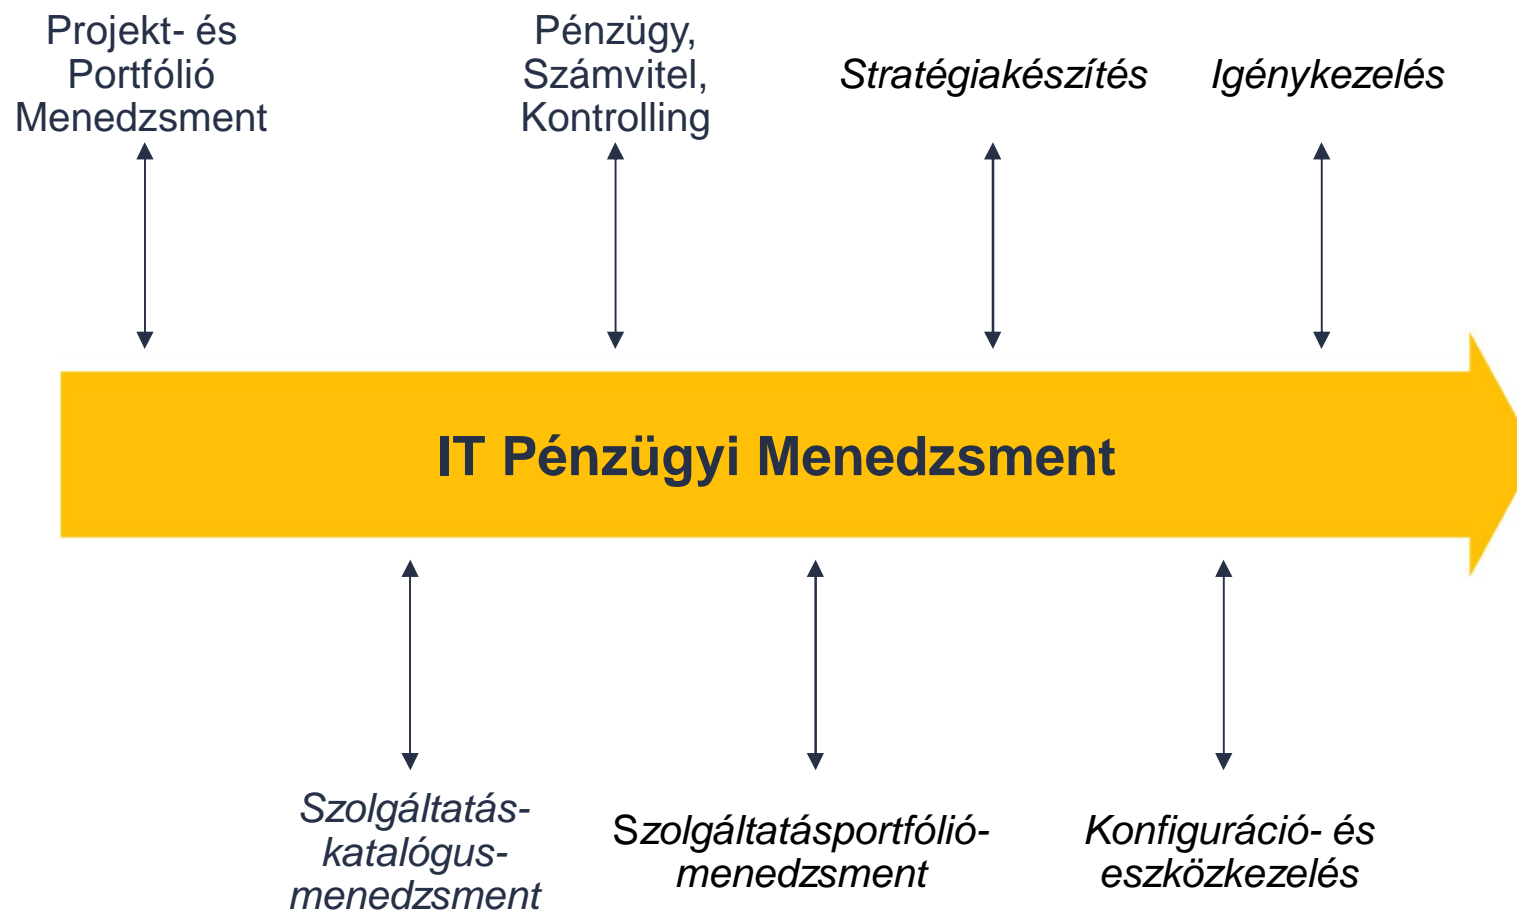 Projekt- és
Portfólió
Menedzsment
Pénzügy,
Számvitel,
Kontrolling
Stratégiakészítés
Igénykezelés
IT Pénzügyi Menedzsment
Szolgáltatás-
katalógus-
menedzsment
Szolgáltatásportfólió-
menedzsment
Konfiguráció- és
eszközkezelés